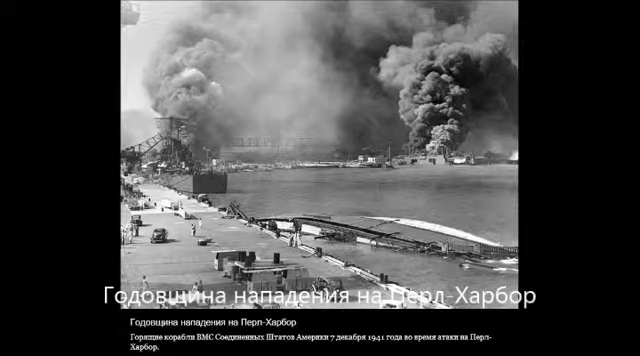 Годовщина нападения на Перл-Харбор
Годовщина нападения на Перл-Харбор
Горящие корабли ВМС Соединенных Штатов Америки 7 декабря 1941 года во время атаки на Перл-
Харбор.